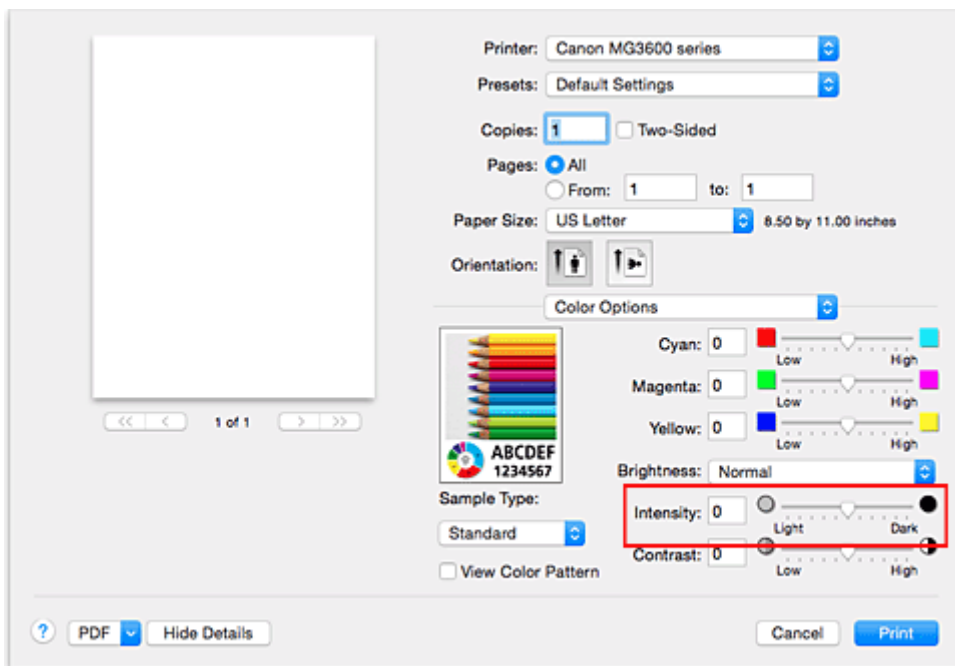 Printer: Canon MG3600 series
Presets: Default Settings
Copies: 1 Two-Sided
Pages: All
From: 1 to: 1
Paper Size: US Letter 8.50 by 11.00 inches
Orientation:
Color Options
Cyan: 0
Low High
Magenta: 0
Low High
Yellow: 0
Low High
ABCDEF
1234567
Brightness: Normal
Sample Type:
Intensity: 0
Light Dark
Standard
Contrast: 0
Low High
View Color Pattern
<< < 1 of 1 > >>
? PDF Hide Details Cancel Print